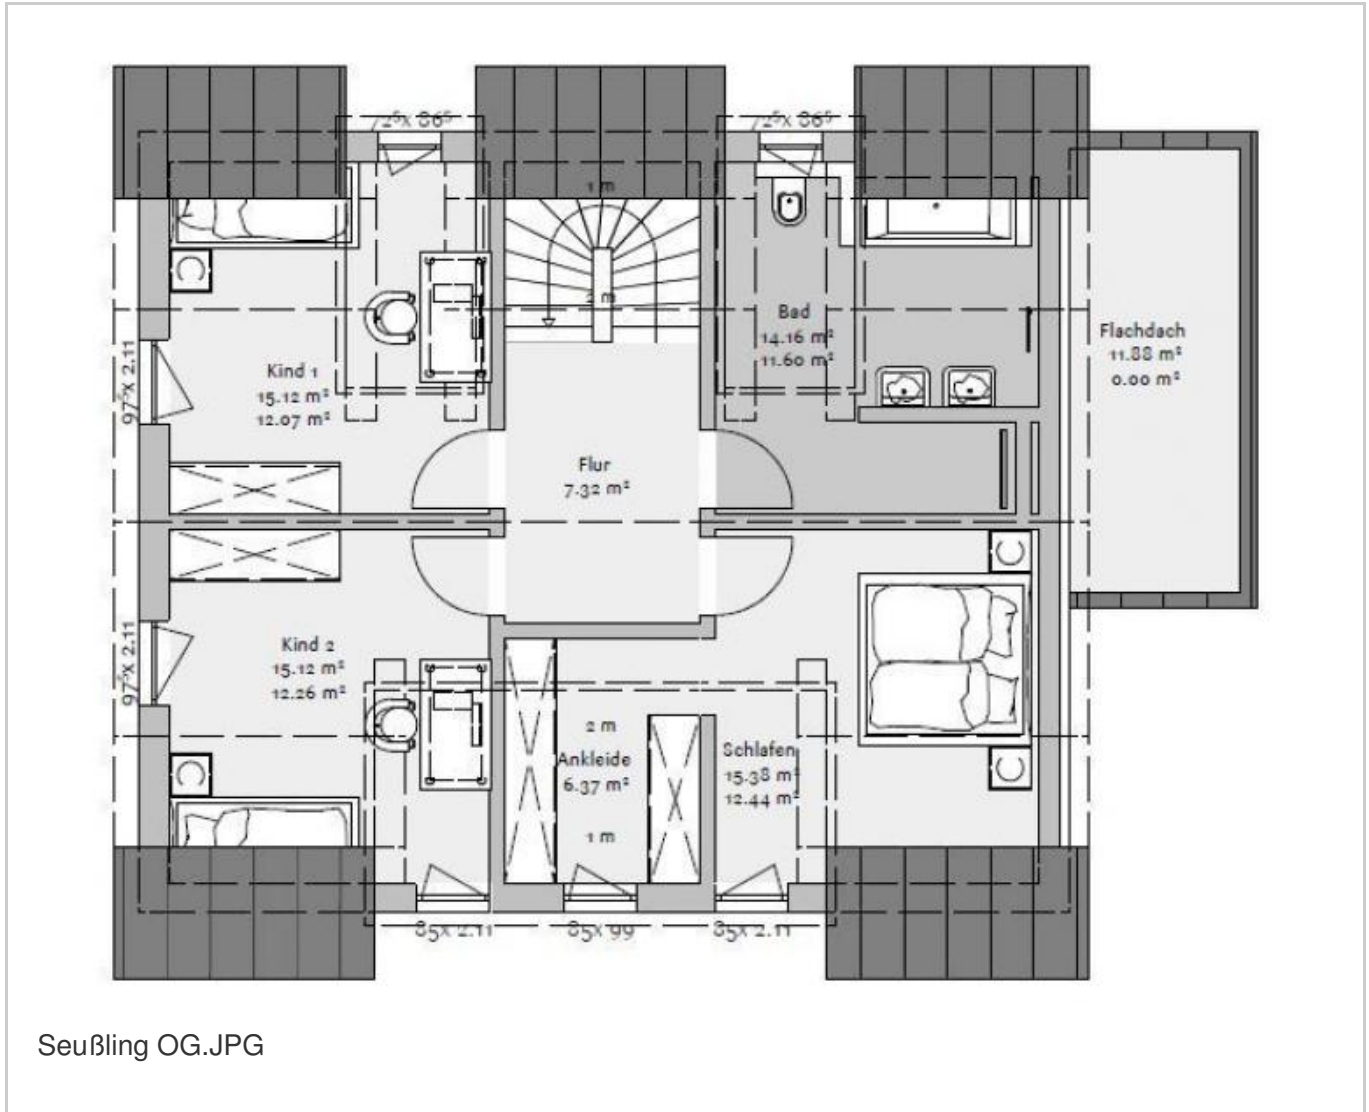 72⁵x 86⁵
72⁵x 86⁵
1 m
2 m
Bad
14.16 m²
11.60 m²
Flachdach
11.88 m²
0.00 m²
97⁵x 2.11
Kind 1
15.12 m²
12.07 m²
Flur
7.32 m²
97⁵x 2.11
Kind 2
15.12 m²
12.26 m²
2 m
Ankleide
6.37 m²
1 m
Schlafen
15.38 m²
12.44 m²
85x 2.11
85x 99
85x 2.11
Seußling OG.JPG